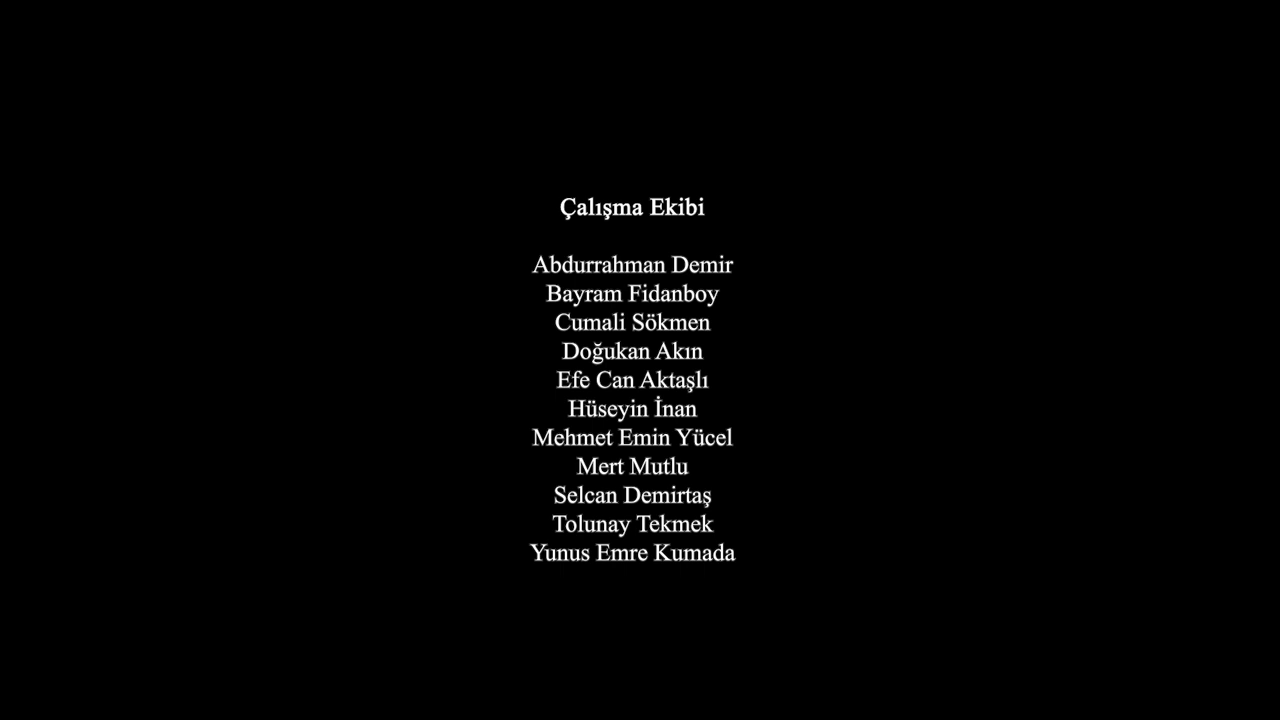 Çalışma Ekibi
Abdurrahman Demir
Bayram Fidanboy
Cumali Sökmen
Doğukan Akın
Efe Can Aktaşlı
Hüseyin İnan
Mehmet Emin Yücel
Mert Mutlu
Selcan Demirtaş
Tolunay Tekmek
Yunus Emre Kumada